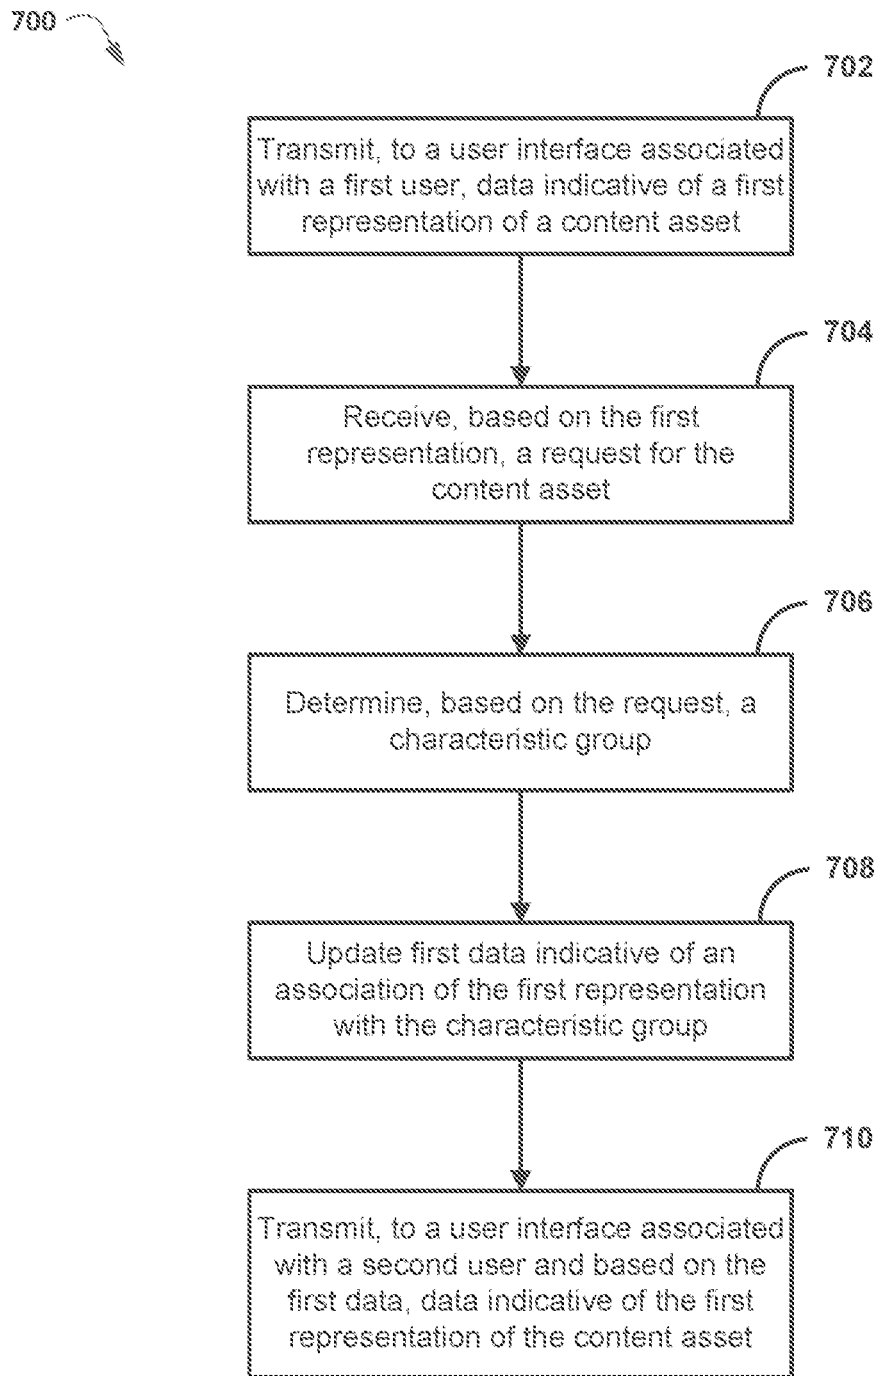 700
702
Transmit, to a user interface associated
with a first user, data indicative of a first
representation of a content asset
704
Receive, based on the first
representation, a request for the
content asset
706
Determine, based on the request, a
characteristic group
708
Update first data indicative of an
association of the first representation
with the characteristic group
710
Transmit, to a user interface associated
with a second user and based on the
first data, data indicative of the first
representation of the content asset